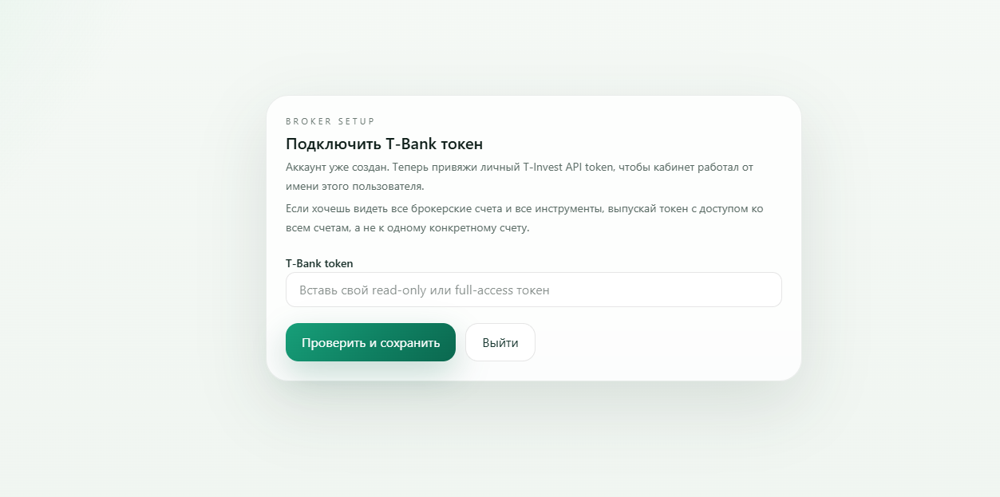 BROKER SETUP
Подключить T-Bank токен
Аккаунт уже создан. Теперь привяжи личный T-Invest API token, чтобы кабинет работал от
имени этого пользователя.
Если хочешь видеть все брокерские счета и все инструменты, выпускай токен с доступом ко
всем счетам, а не к одному конкретному счету.
T-Bank token
Вставь свой read-only или full-access токен
Проверить и сохранить
Выйти